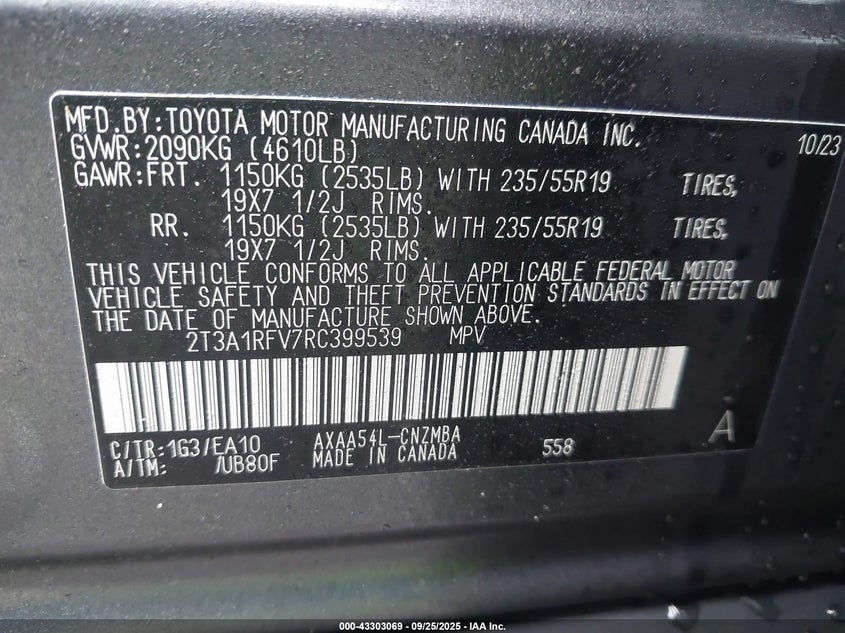 MFD.BY:TOYOTA MOTOR MANUFACTURING CANADA INC. 10/23
GVWR:2090KG (4610LB)
GAWR:FRT. 1150KG (2535LB) WITH 235/55R19 TIRES,
19X7 1/2J RIMS.
RR. 1150KG (2535LB) WITH 235/55R19 TIRES,
19X7 1/2J RIMS.
THIS VEHICLE CONFORMS TO ALL APPLICABLE FEDERAL MOTOR
VEHICLE SAFETY AND THEFT PREVENTION STANDARDS IN EFFECT ON
THE DATE OF MANUFACTURE SHOWN ABOVE.
2T3A1RFV7RC399539 MPV
A
C/TR:1G3/EA10 AXAA54L-CNZMBA 558
A/TM: /UB80F MADE IN CANADA
000-43303069 - 09/25/2025 - IAA Inc.